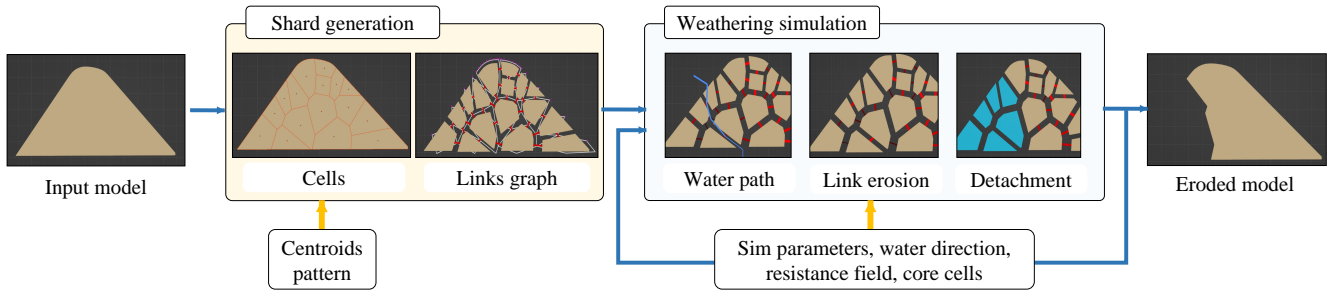 Shard generation
Weathering simulation
Input model
Cells
Links graph
Water path
Link erosion
Detachment
Eroded model
Centroids
pattern
Sim parameters, water direction,
resistance field, core cells